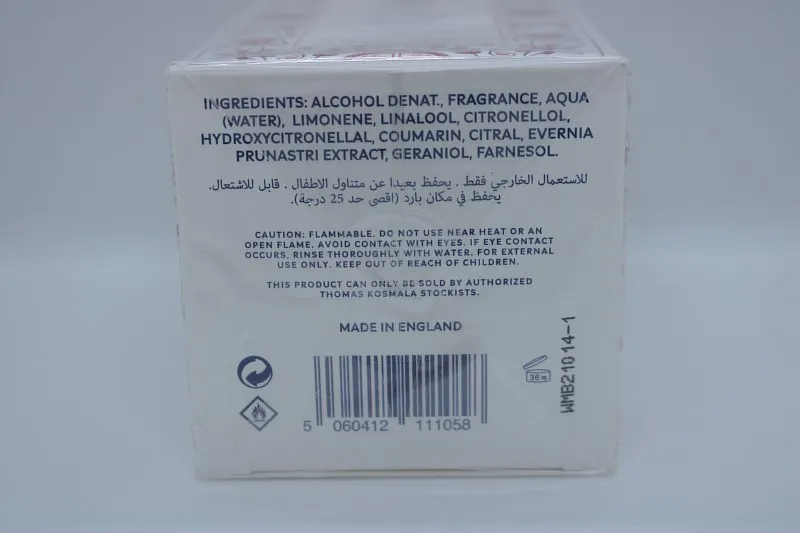 INGREDIENTS: ALCOHOL DENAT., FRAGRANCE, AQUA
(WATER), LIMONENE, LINALOOL, CITRONELLOL,
HYDROXYCITRONELLAL, COUMARIN, CITRAL, EVERNIA
PRUNASTRI EXTRACT, GERANIOL, FARNESOL.
للاستعمال الخارجي فقط . يحفظ بعيدا عن متناول الاطفال . قابل للاشتعال.
يحفظ في مكان بارد (اقصى حد 25 درجة).
CAUTION: FLAMMABLE. DO NOT USE NEAR HEAT OR AN
OPEN FLAME. AVOID CONTACT WITH EYES. IF EYE CONTACT
OCCURS, RINSE THOROUGHLY WITH WATER. FOR EXTERNAL
USE ONLY. KEEP OUT OF REACH OF CHILDREN.
THIS PRODUCT CAN ONLY BE SOLD BY AUTHORIZED
THOMAS KOSMALA STOCKISTS.
MADE IN ENGLAND
36 M
WMB21014-1
5 060412 111058